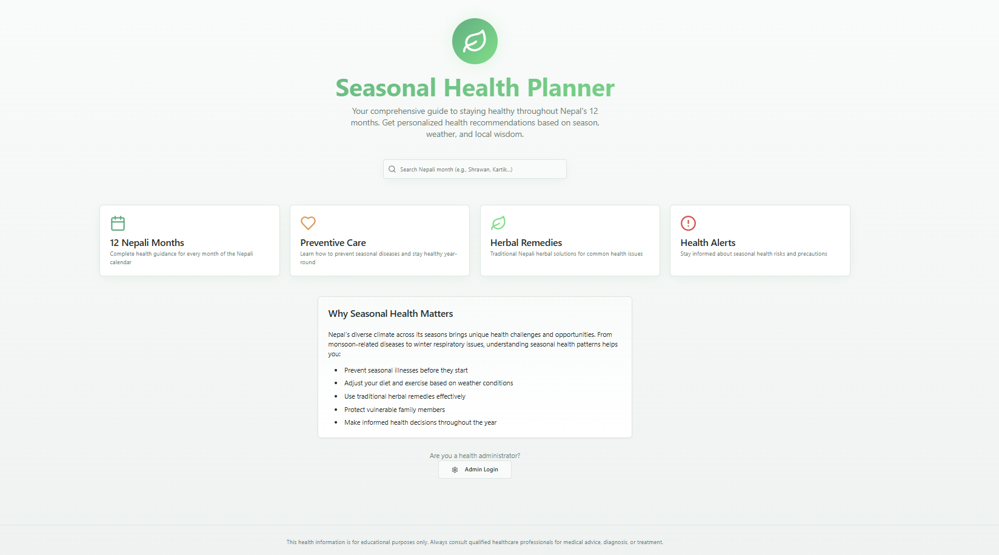 Seasonal Health Planner
Your comprehensive guide to staying healthy throughout Nepal's 12
months. Get personalized health recommendations based on season,
weather, and local wisdom.
Search Nepali month (e.g., Shrawan, Kartik...)
12 Nepali Months
Complete health guidance for every month of the Nepali
calendar
Preventive Care
Learn how to prevent seasonal diseases and stay healthy year-
round
Herbal Remedies
Traditional Nepali herbal solutions for common health issues
Health Alerts
Stay informed about seasonal health risks and precautions
Why Seasonal Health Matters
Nepal's diverse climate across its seasons brings unique health challenges and opportunities. From
monsoon-related diseases to winter respiratory issues, understanding seasonal health patterns helps
you:
• Prevent seasonal illnesses before they start
• Adjust your diet and exercise based on weather conditions
• Use traditional herbal remedies effectively
• Protect vulnerable family members
• Make informed health decisions throughout the year
Are you a health administrator?
Admin Login
This health information is for educational purposes only. Always consult qualified healthcare professionals for medical advice, diagnosis, or treatment.